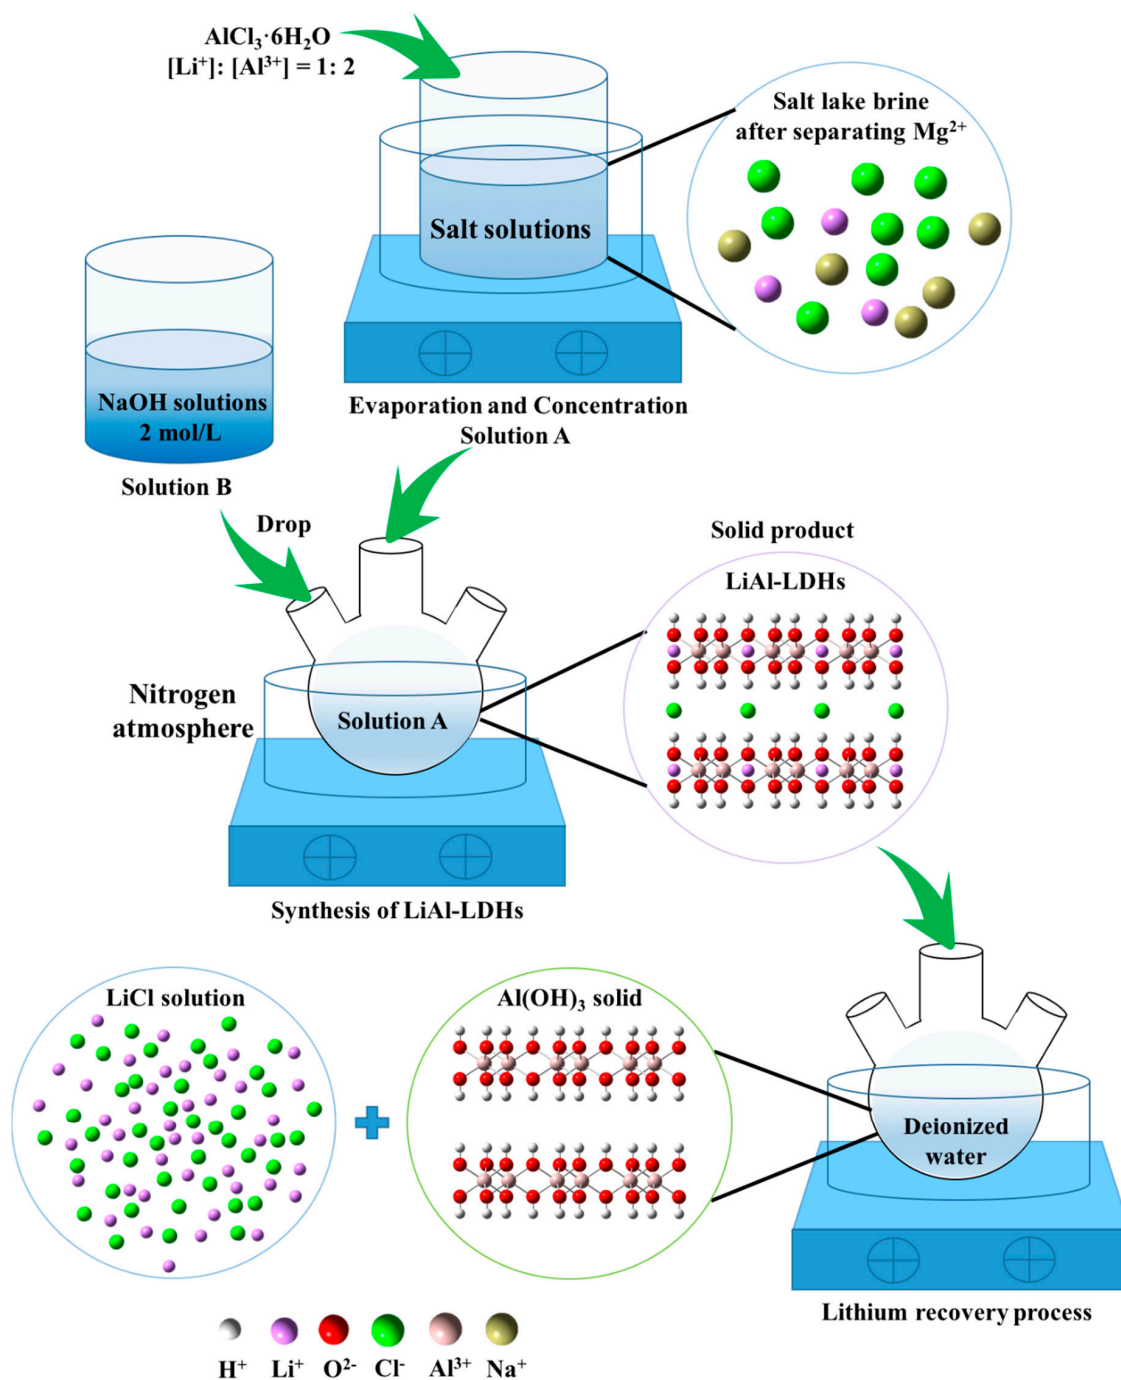 AlCl₃·6H₂O
[Li⁺]: [Al³⁺] = 1: 2
Salt lake brine
after separating Mg²⁺
Salt solutions
NaOH solutions
2 mol/L
Solution B
Evaporation and Concentration
Solution A
Drop
Solid product
LiAl-LDHs
Nitrogen
atmosphere
Solution A
Synthesis of LiAl-LDHs
LiCl solution
Al(OH)₃ solid
Deionized
water
Lithium recovery process
H⁺ Li⁺ O²⁻ Cl⁻ Al³⁺ Na⁺